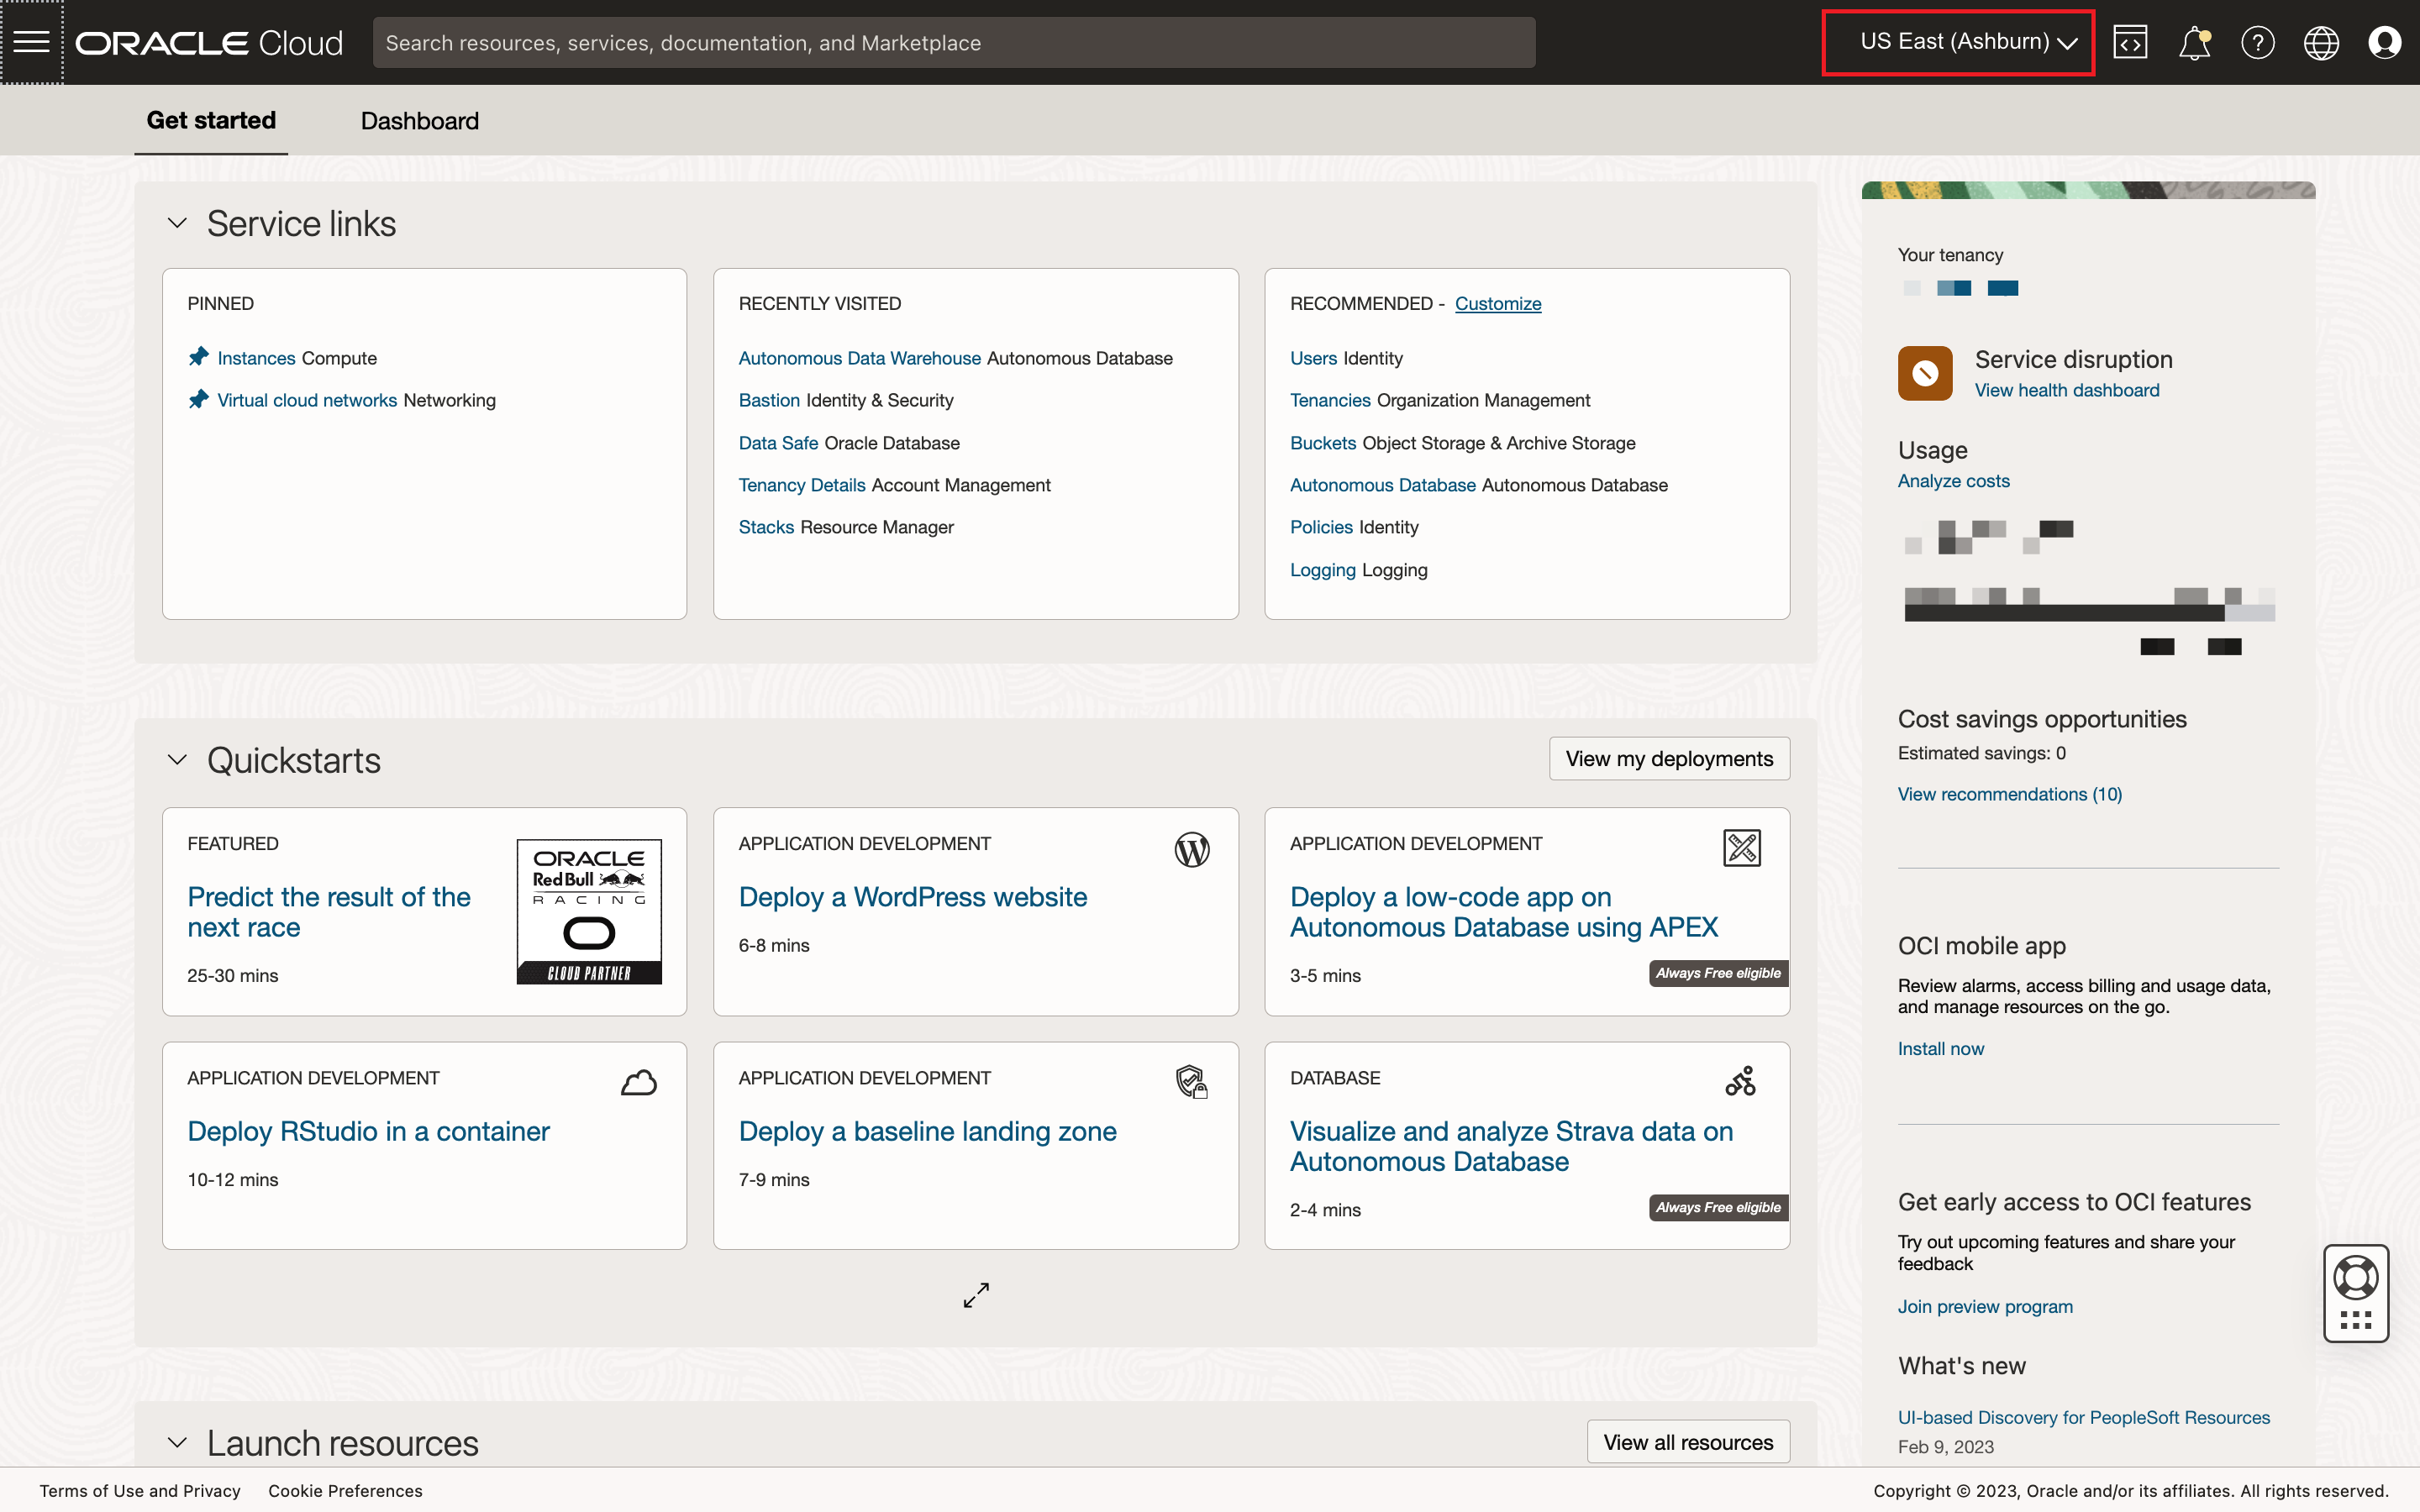 ORACLE Cloud
Search resources, services, documentation, and Marketplace
US East (Ashburn)
Get started
Dashboard
Service links
PINNED
Instances Compute
Virtual cloud networks Networking
RECENTLY VISITED
Autonomous Data Warehouse Autonomous Database
Bastion Identity & Security
Data Safe Oracle Database
Tenancy Details Account Management
Stacks Resource Manager
RECOMMENDED - Customize
Users Identity
Tenancies Organization Management
Buckets Object Storage & Archive Storage
Autonomous Database Autonomous Database
Policies Identity
Logging Logging
Quickstarts
View my deployments
FEATURED
Predict the result of the
next race
25-30 mins
ORACLE
Red Bull
RACING
CLOUD PARTNER
APPLICATION DEVELOPMENT
Deploy a WordPress website
6-8 mins
APPLICATION DEVELOPMENT
Deploy a low-code app on
Autonomous Database using APEX
3-5 mins
Always Free eligible
APPLICATION DEVELOPMENT
Deploy RStudio in a container
10-12 mins
APPLICATION DEVELOPMENT
Deploy a baseline landing zone
7-9 mins
DATABASE
Visualize and analyze Strava data on
Autonomous Database
2-4 mins
Always Free eligible
Launch resources
View all resources
Your tenancy
Service disruption
View health dashboard
Usage
Analyze costs
Cost savings opportunities
Estimated savings: 0
View recommendations (10)
OCI mobile app
Review alarms, access billing and usage data,
and manage resources on the go.
Install now
Get early access to OCI features
Try out upcoming features and share your
feedback
Join preview program
What's new
UI-based Discovery for PeopleSoft Resources
Feb 9, 2023
Terms of Use and Privacy
Cookie Preferences
Copyright © 2023, Oracle and/or its affiliates. All rights reserved.